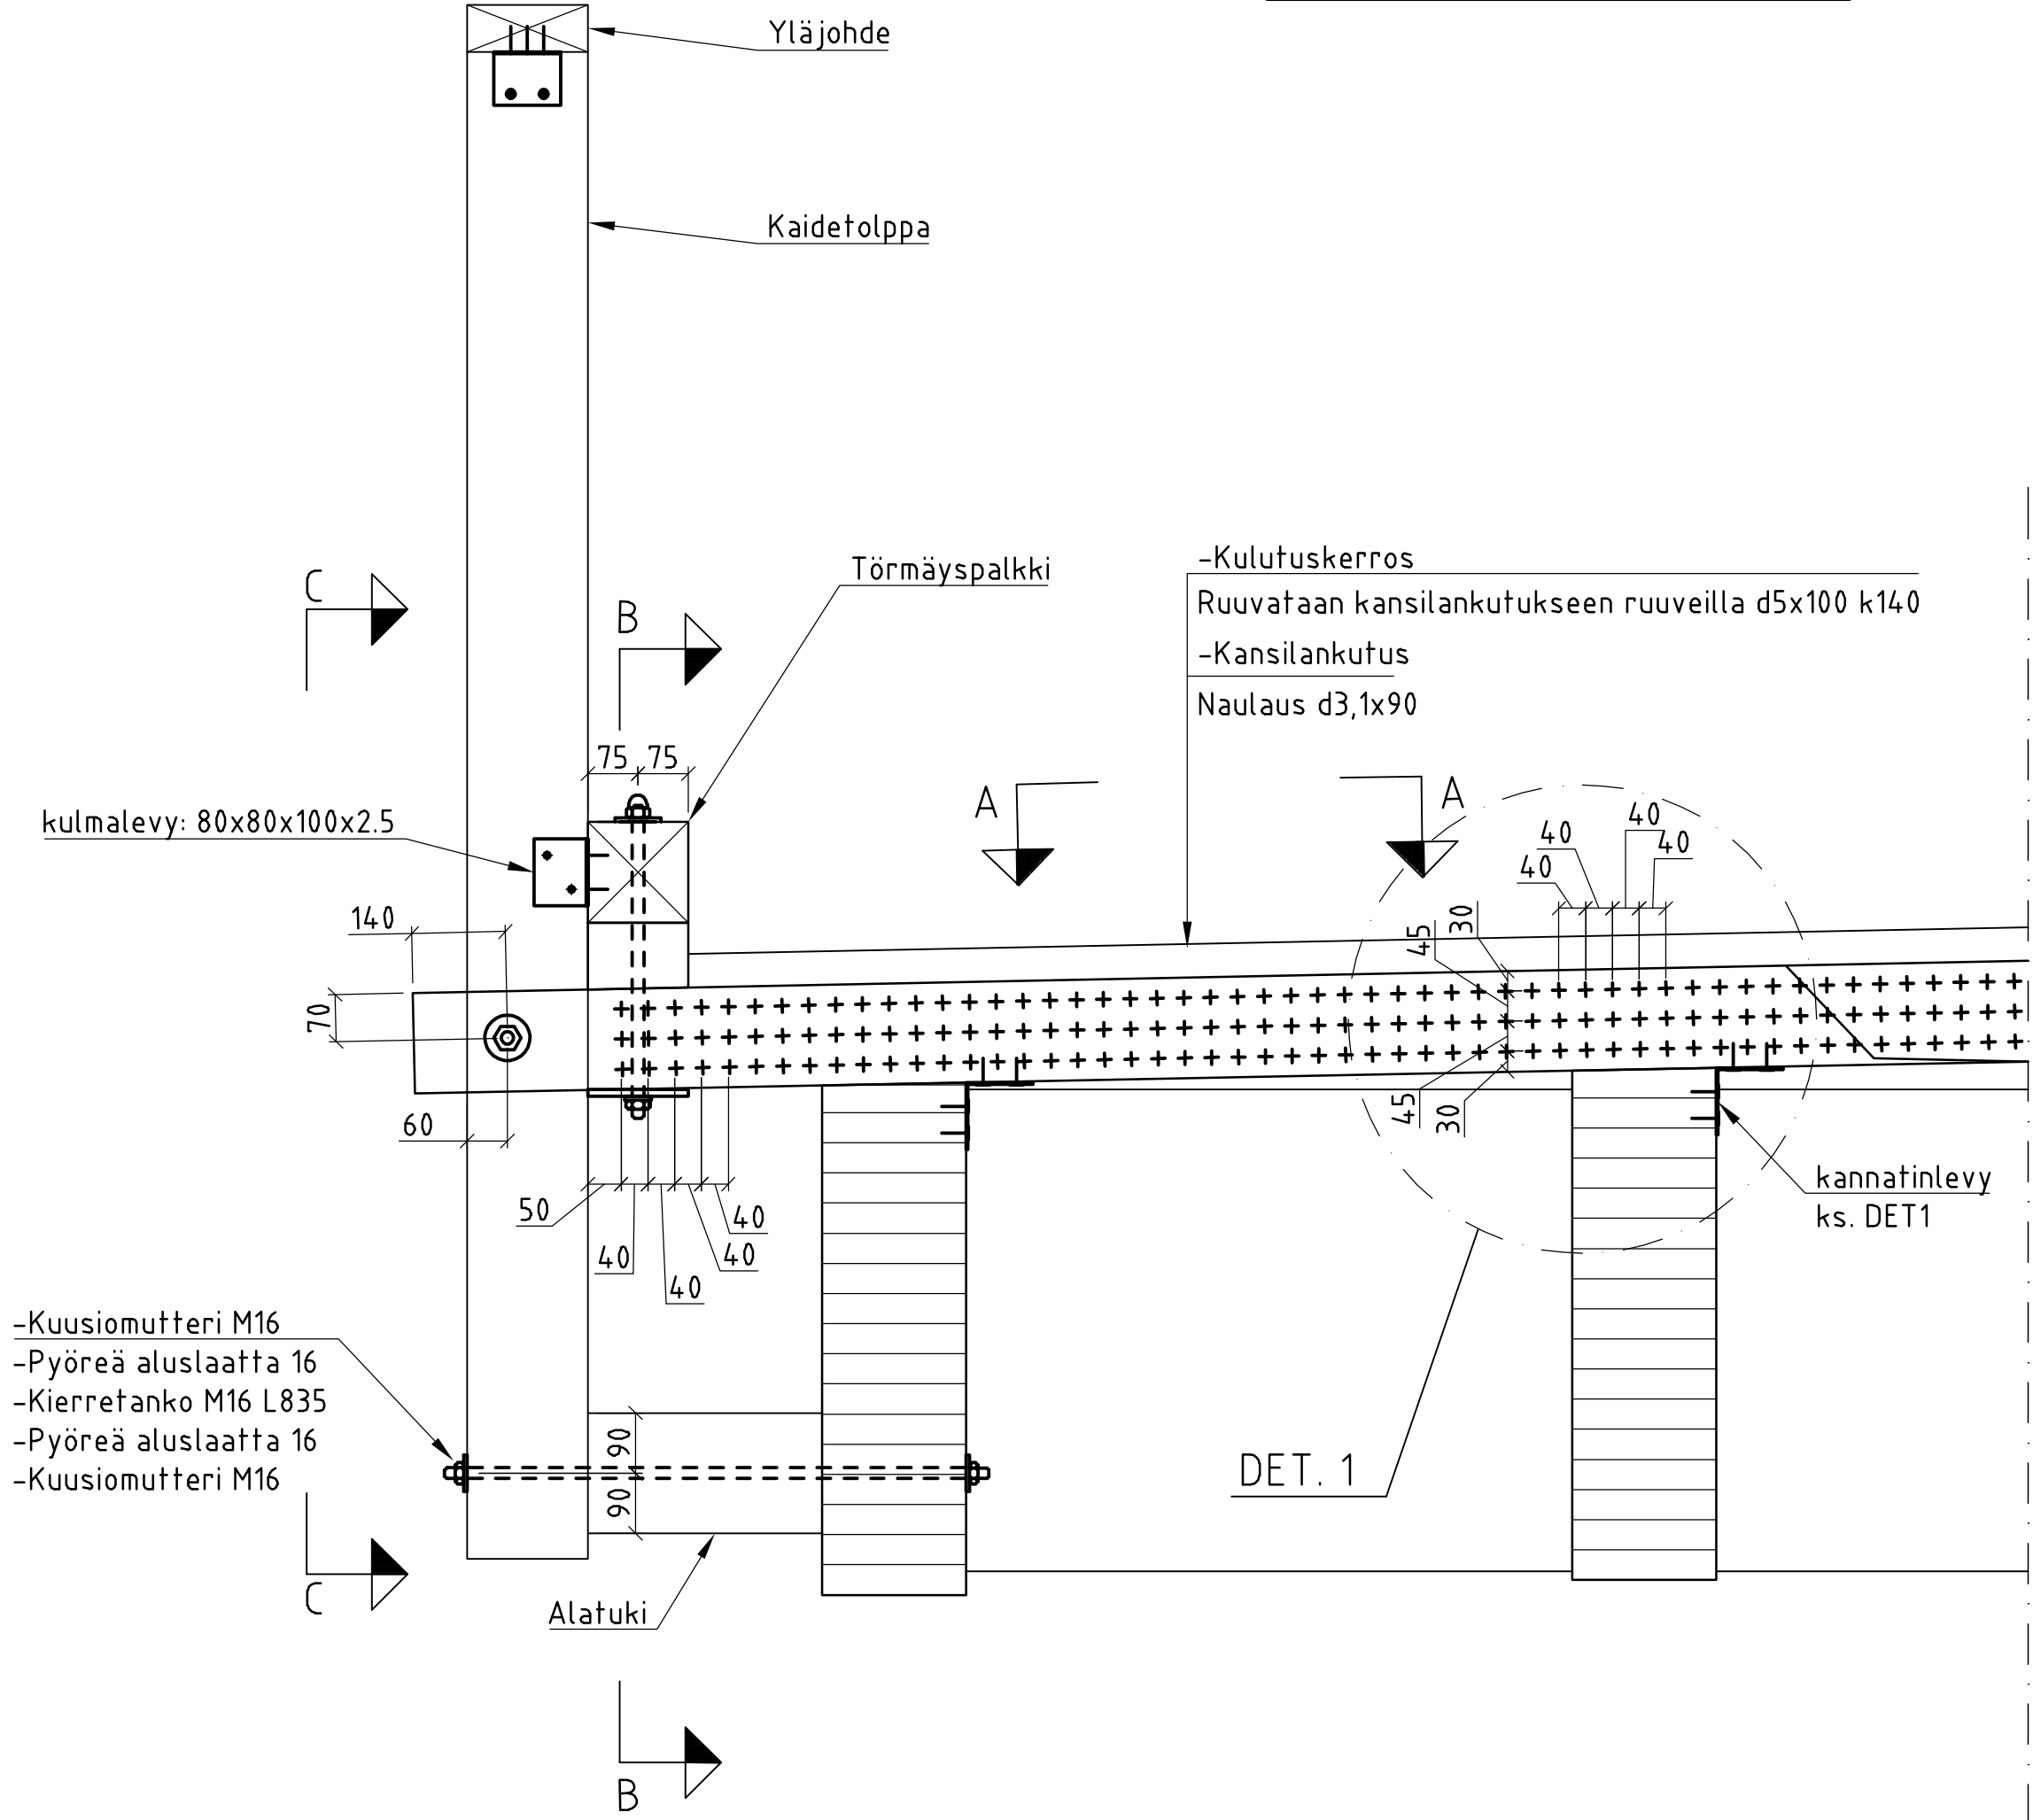 Yläjohde
Kaidetolppa
C
B
Törmäyspalkki
-Kulutuskerros
Ruuvataan kansilankutukseen ruuveilla d5x100 k140
-Kansilankutus
Naulaus d3,1x90
75 75
A
A
kulmalevy: 80x80x100x2.5
40
40
40
40
140
45
30
70
60
45
30
50
40
40
40
40
kannatinlevy
ks. DET1
-Kuusiomutteri M16
-Pyöreä aluslaatta 16
-Kierretanko M16 L835
-Pyöreä aluslaatta 16
-Kuusiomutteri M16
90
90
DET. 1
C
Alatuki
B